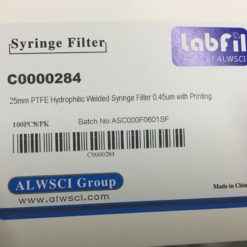 Syringe Filter
LabFil
of ALWSCI
C0000284
25mm PTFE Hydrophilic Welded Syringe Filter 0.45um with Printing.
100PCS/PK
Batch No:ASC000F0601SF
C0000284
ALWSCI Group
www.alwsci.com
Made in China